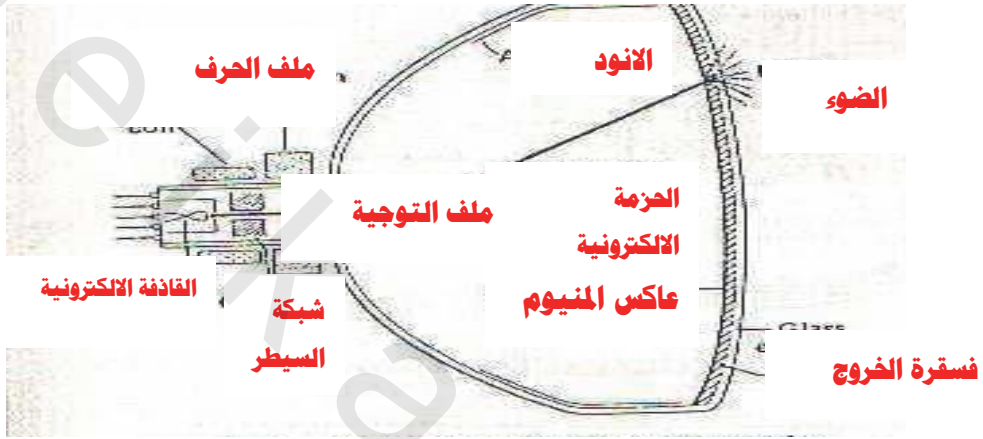 ملف الحرف
الانود
الضوء
ملف التوجية
الحزمة
الالكترونية
عاكس المنيوم
القاذفة الالكترونية
شبكة
السيطر
Glass
فسقرة الخروج